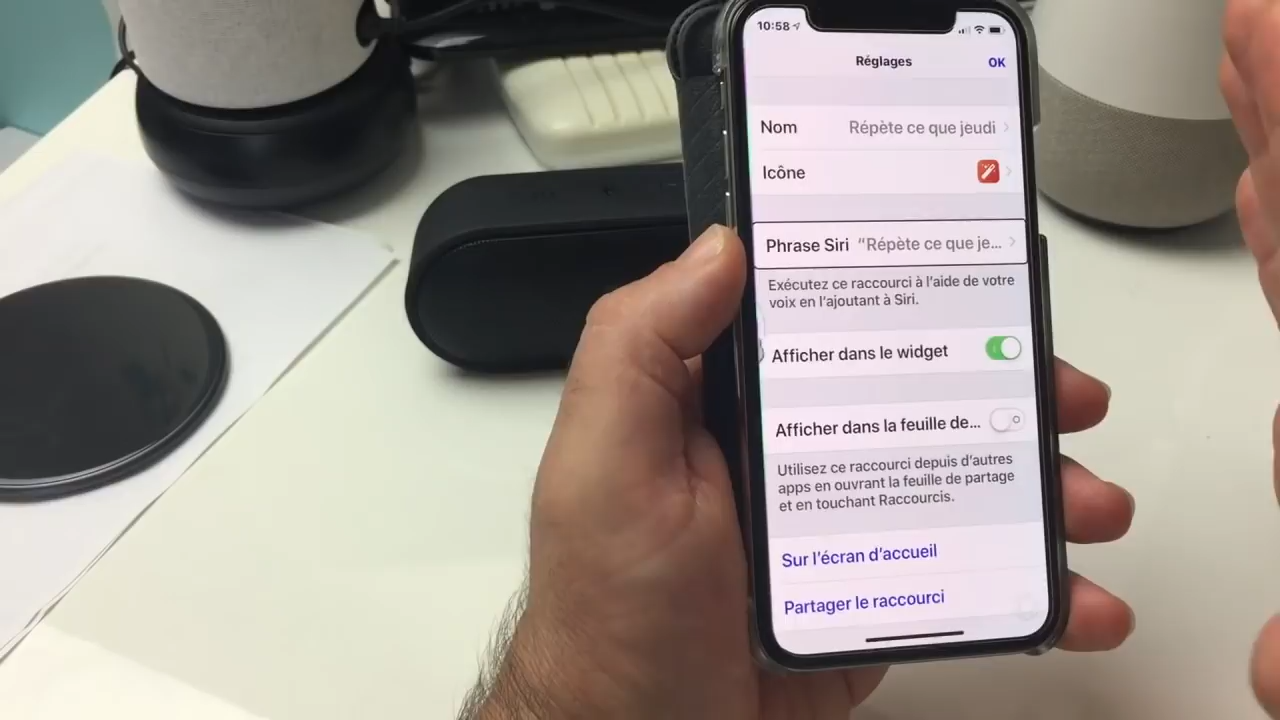 10:58
Réglages OK
Nom Répète ce que jeudi
Icône
Phrase Siri “Répète ce que je...
Exécutez ce raccourci à l’aide de votre
voix en l’ajoutant à Siri.
Afficher dans le widget
Afficher dans la feuille de...
Utilisez ce raccourci depuis d’autres
apps en ouvrant la feuille de partage
et en touchant Raccourcis.
Sur l’écran d’accueil
Partager le raccourci